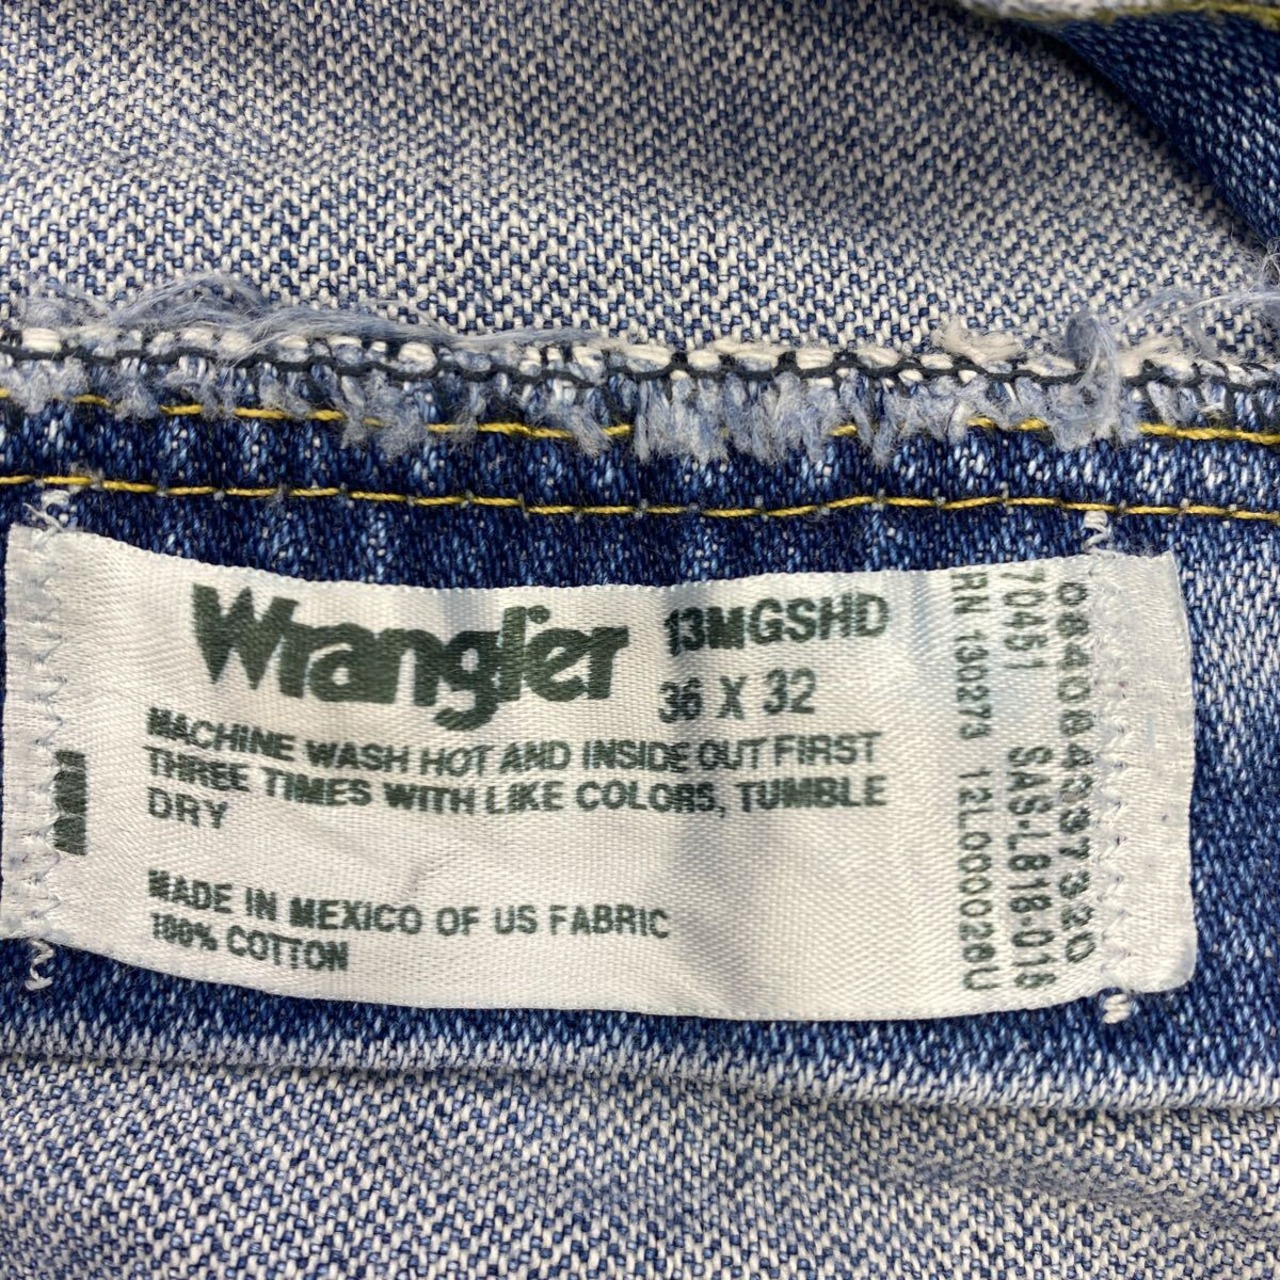 Wrangler
13MGSHD
36 X 32
MACHINE WASH HOT AND INSIDE OUT FIRST
THREE TIMES WITH LIKE COLORS, TUMBLE
DRY
MADE IN MEXICO OF US FABRIC
100% COTTON
70451 SAS-L818-016
RN 130273 12L000026U